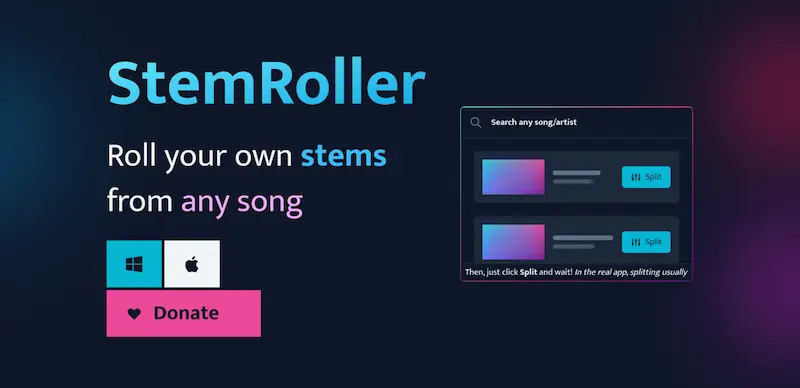 StemRoller
Roll your own stems
from any song
Donate
Search any song/artist
Split
Split
Then, just click Split and wait! In the real app, splitting usually